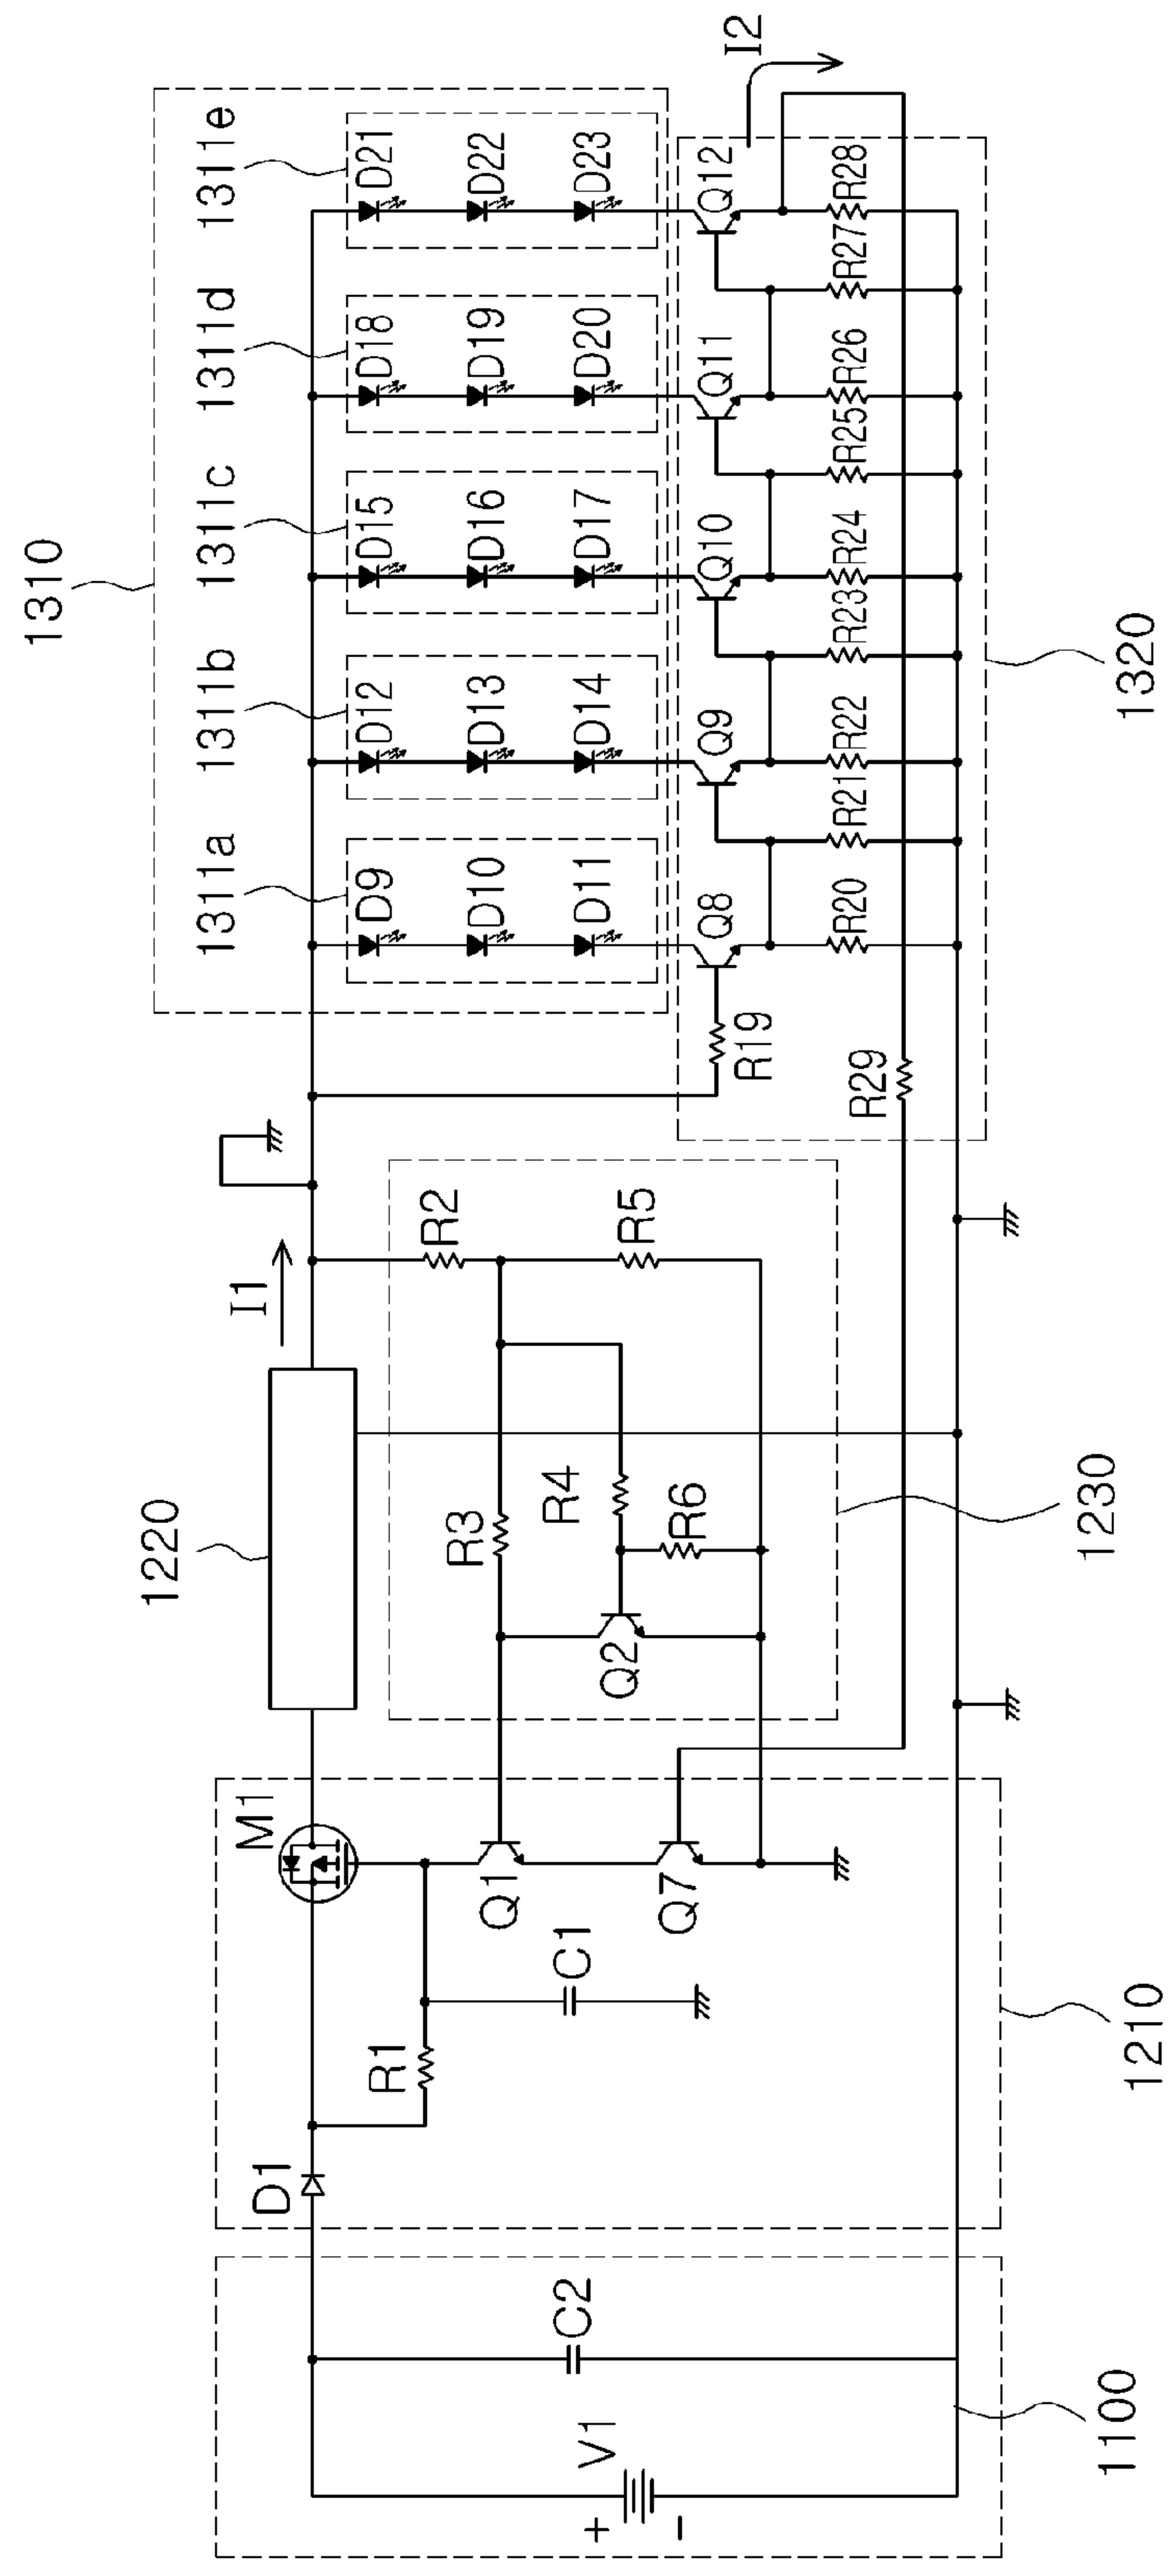 1310
1311a
1311b
1311c
1311d
1311e
D9
D12
D15
D18
D21
D10
D13
D16
D19
D22
D11
D14
D17
D20
D23
I2
Q8
Q9
Q10
Q11
Q12
R19
R20
R21
R22
R23
R24
R25
R26
R27
R28
R29
1320
1220
I1
R2
R5
R3
R4
R6
Q2
1230
M1
Q1
Q7
C1
R1
D1
1210
C2
V1
+
−
1100